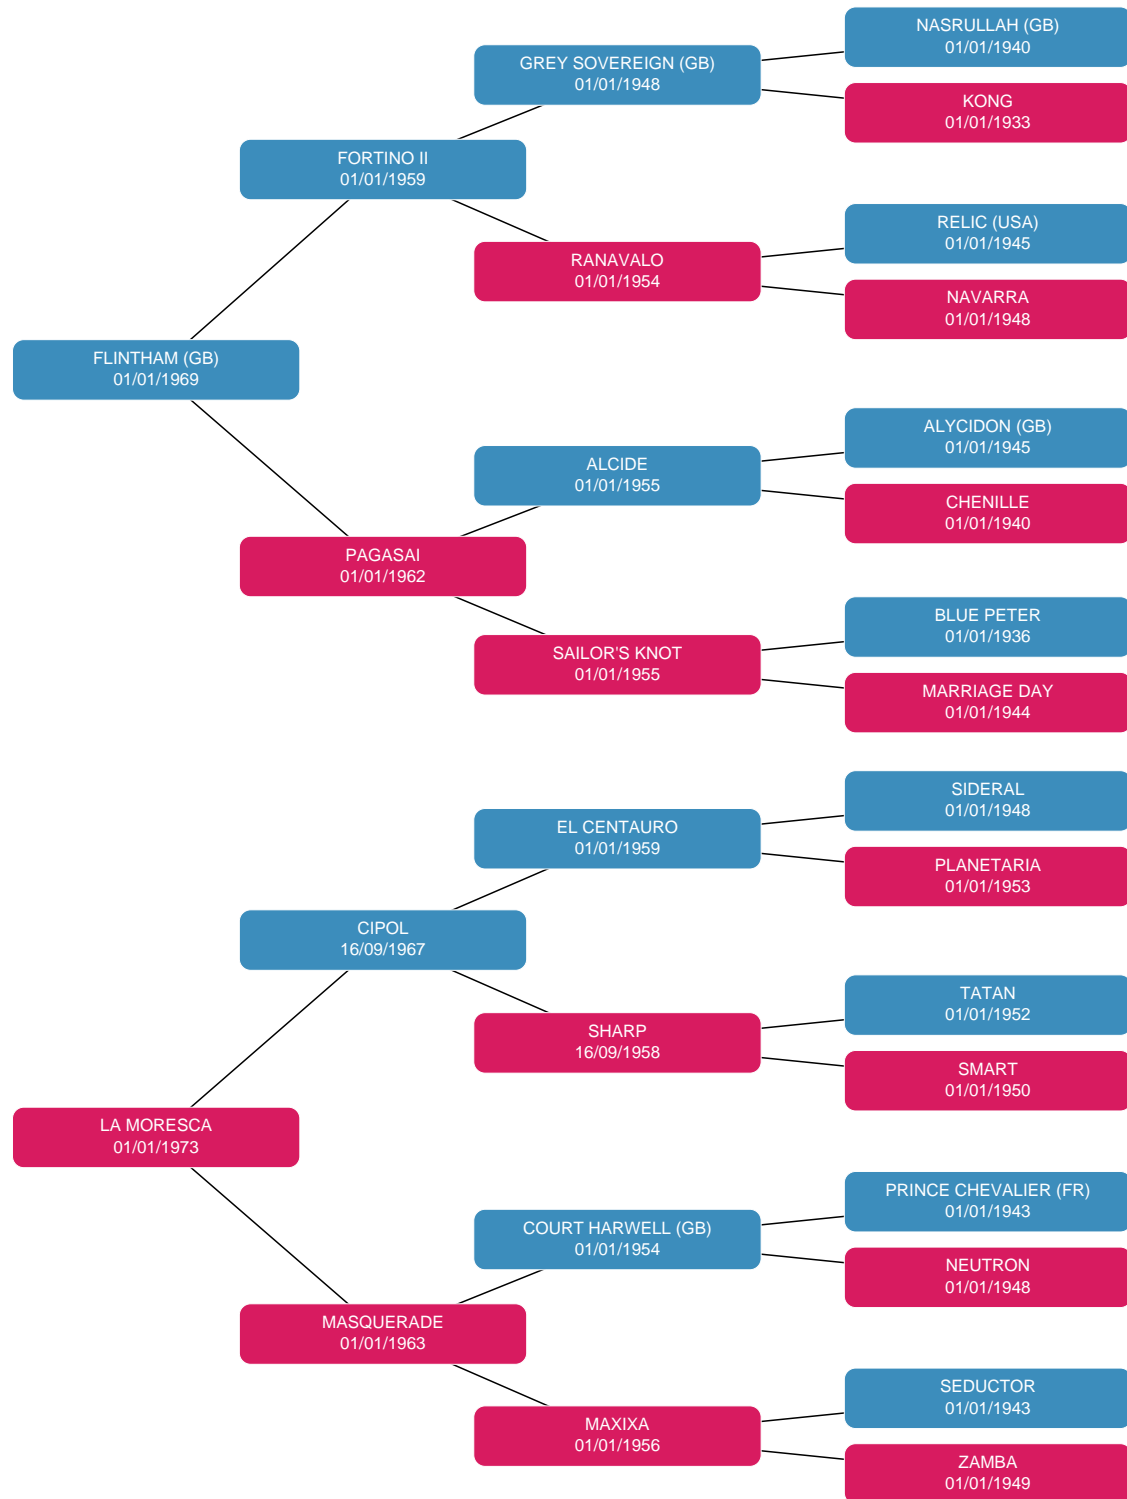 NASRULLAH (GB)
01/01/1940
GREY SOVEREIGN (GB)
01/01/1948
KONG
01/01/1933
FORTINO II
01/01/1959
RELIC (USA)
01/01/1945
RANAVALO
01/01/1954
NAVARRA
01/01/1948
FLINTHAM (GB)
01/01/1969
ALYCIDON (GB)
01/01/1945
ALCIDE
01/01/1955
CHENILLE
01/01/1940
PAGASAI
01/01/1962
BLUE PETER
01/01/1936
SAILOR'S KNOT
01/01/1955
MARRIAGE DAY
01/01/1944
SIDERAL
01/01/1948
EL CENTAURO
01/01/1959
PLANETARIA
01/01/1953
CIPOL
16/09/1967
TATAN
01/01/1952
SHARP
16/09/1958
SMART
01/01/1950
LA MORESCA
01/01/1973
PRINCE CHEVALIER (FR)
01/01/1943
COURT HARWELL (GB)
01/01/1954
NEUTRON
01/01/1948
MASQUERADE
01/01/1963
SEDUCTOR
01/01/1943
MAXIXA
01/01/1956
ZAMBA
01/01/1949